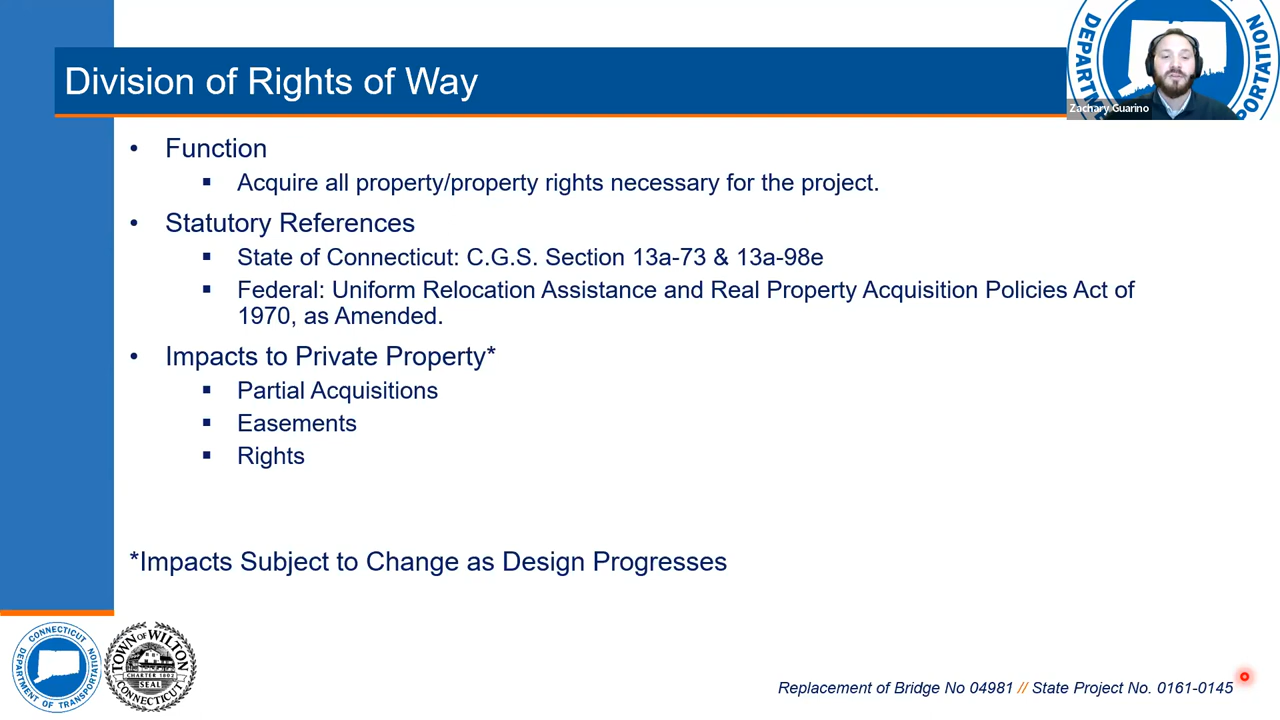 Division of Rights of Way
DEPARTMENT OF TRANSPORTATION
Zachary Guarino
• Function
▪ Acquire all property/property rights necessary for the project.
• Statutory References
▪ State of Connecticut: C.G.S. Section 13a-73 & 13a-98e
▪ Federal: Uniform Relocation Assistance and Real Property Acquisition Policies Act of
1970, as Amended.
• Impacts to Private Property*
▪ Partial Acquisitions
▪ Easements
▪ Rights
*Impacts Subject to Change as Design Progresses
CONNECTICUT
DEPARTMENT OF TRANSPORTATION
TOWN OF WILTON
CHARTER 1802
SEAL
CONNECTICUT
Replacement of Bridge No 04981 // State Project No. 0161-0145